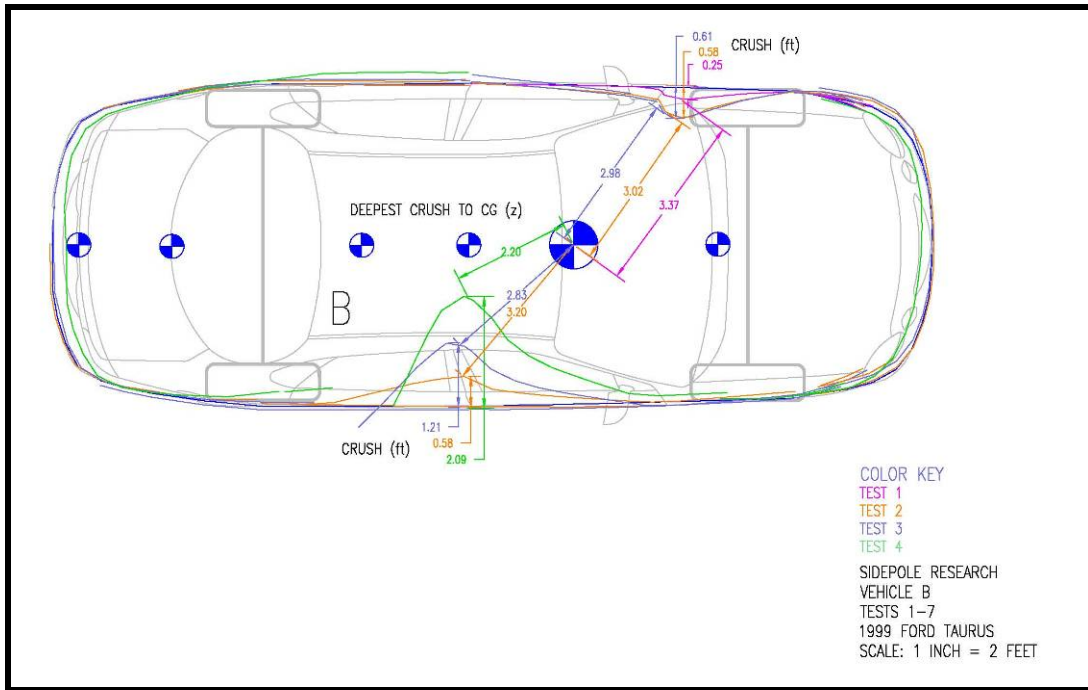 0.61
0.58
CRUSH (ft)
0.25
2.98
3.02
3.37
DEEPEST CRUSH TO CG (z)
2.20
2.83
3.20
B
1.21
0.58
CRUSH (ft)
2.09
COLOR KEY
TEST 1
TEST 2
TEST 3
TEST 4
SIDEPOLE RESEARCH
VEHICLE B
TESTS 1-7
1999 FORD TAURUS
SCALE: 1 INCH = 2 FEET